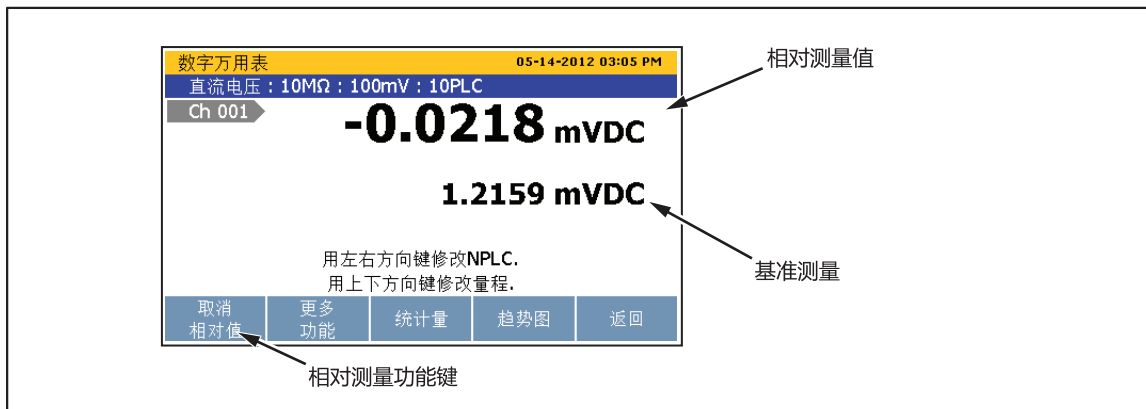 数字万用表 05-14-2012 03:05 PM
直流电压：10MΩ：100mV：10PLC
Ch 001
-0.0218 mVDC
1.2159 mVDC
用左右方向键修改NPLC.
用上下方向键修改量程.
取消
相对值
更多
功能
统计量
趋势图
返回
相对测量值
基准测量
相对测量功能键